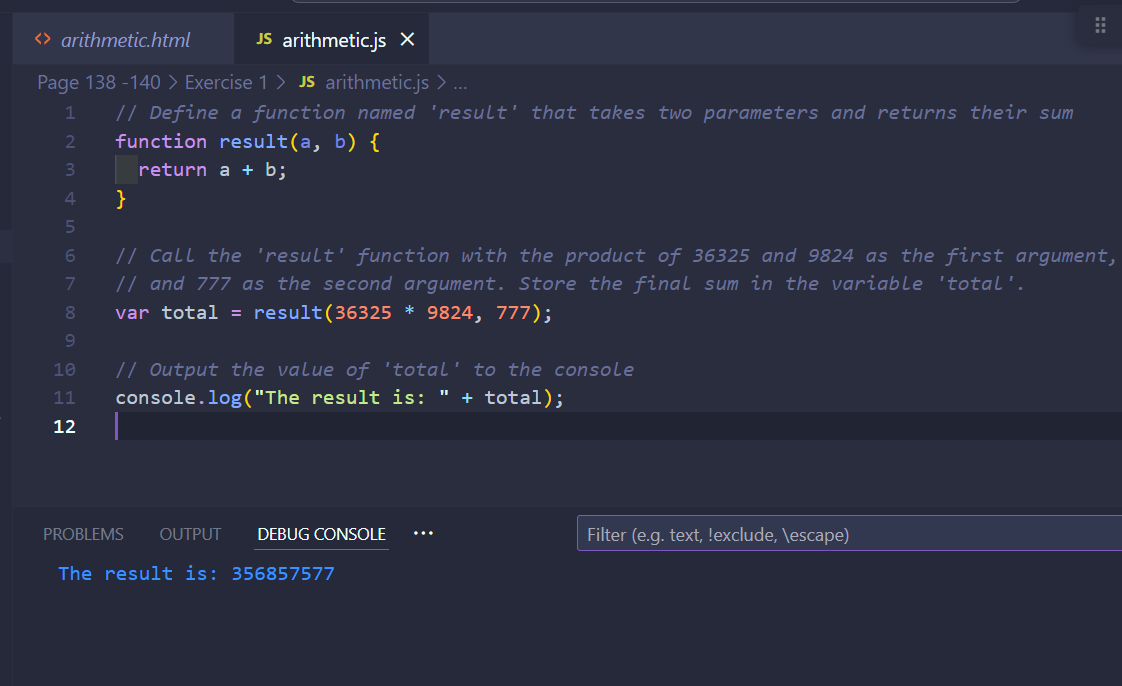 <> arithmetic.html JS arithmetic.js ×
Page 138 -140 > Exercise 1 > JS arithmetic.js > ...
1 // Define a function named 'result' that takes two parameters and returns their sum
2 function result(a, b) {
3   return a + b;
4 }
5
6 // Call the 'result' function with the product of 36325 and 9824 as the first argument,
7 // and 777 as the second argument. Store the final sum in the variable 'total'.
8 var total = result(36325 * 9824, 777);
9
10 // Output the value of 'total' to the console
11 console.log("The result is: " + total);
12
PROBLEMS OUTPUT DEBUG CONSOLE ··· Filter (e.g. text, !exclude, \escape)
The result is: 356857577